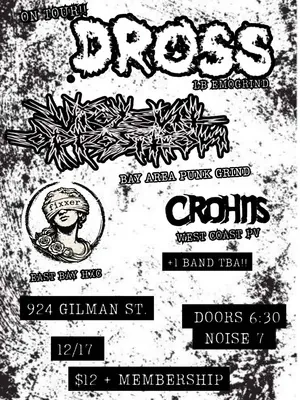 ON TOUR!!
DROSS
LB EMOGRIND
BAY AREA PUNK GRIND
fixxer
EAST BAY HXC
CROHNS
WEST COAST PV
+1 BAND TBA!!
924 GILMAN ST.
DOORS 6:30
NOISE 7
12/17
$12 + MEMBERSHIP